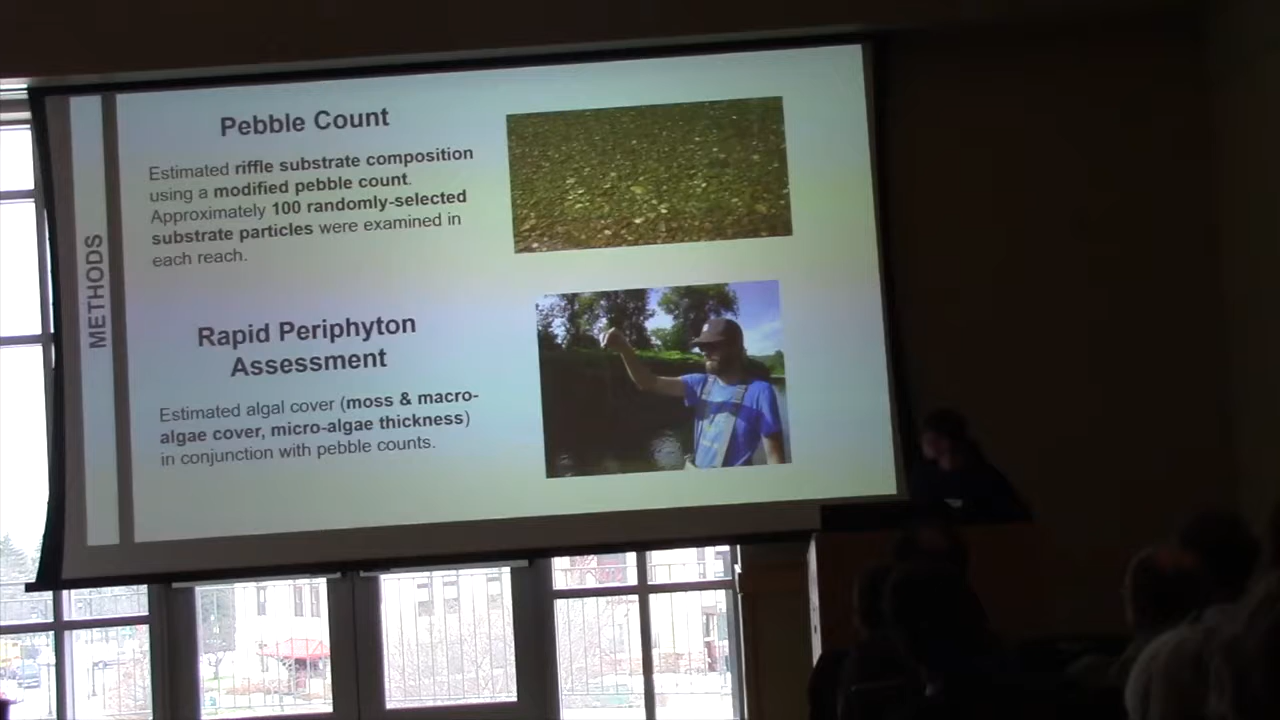 METHODS
Pebble Count
Estimated riffle substrate composition
using a modified pebble count.
Approximately 100 randomly-selected
substrate particles were examined in
each reach.
Rapid Periphyton
Assessment
Estimated algal cover (moss & macro-
algae cover, micro-algae thickness)
in conjunction with pebble counts.